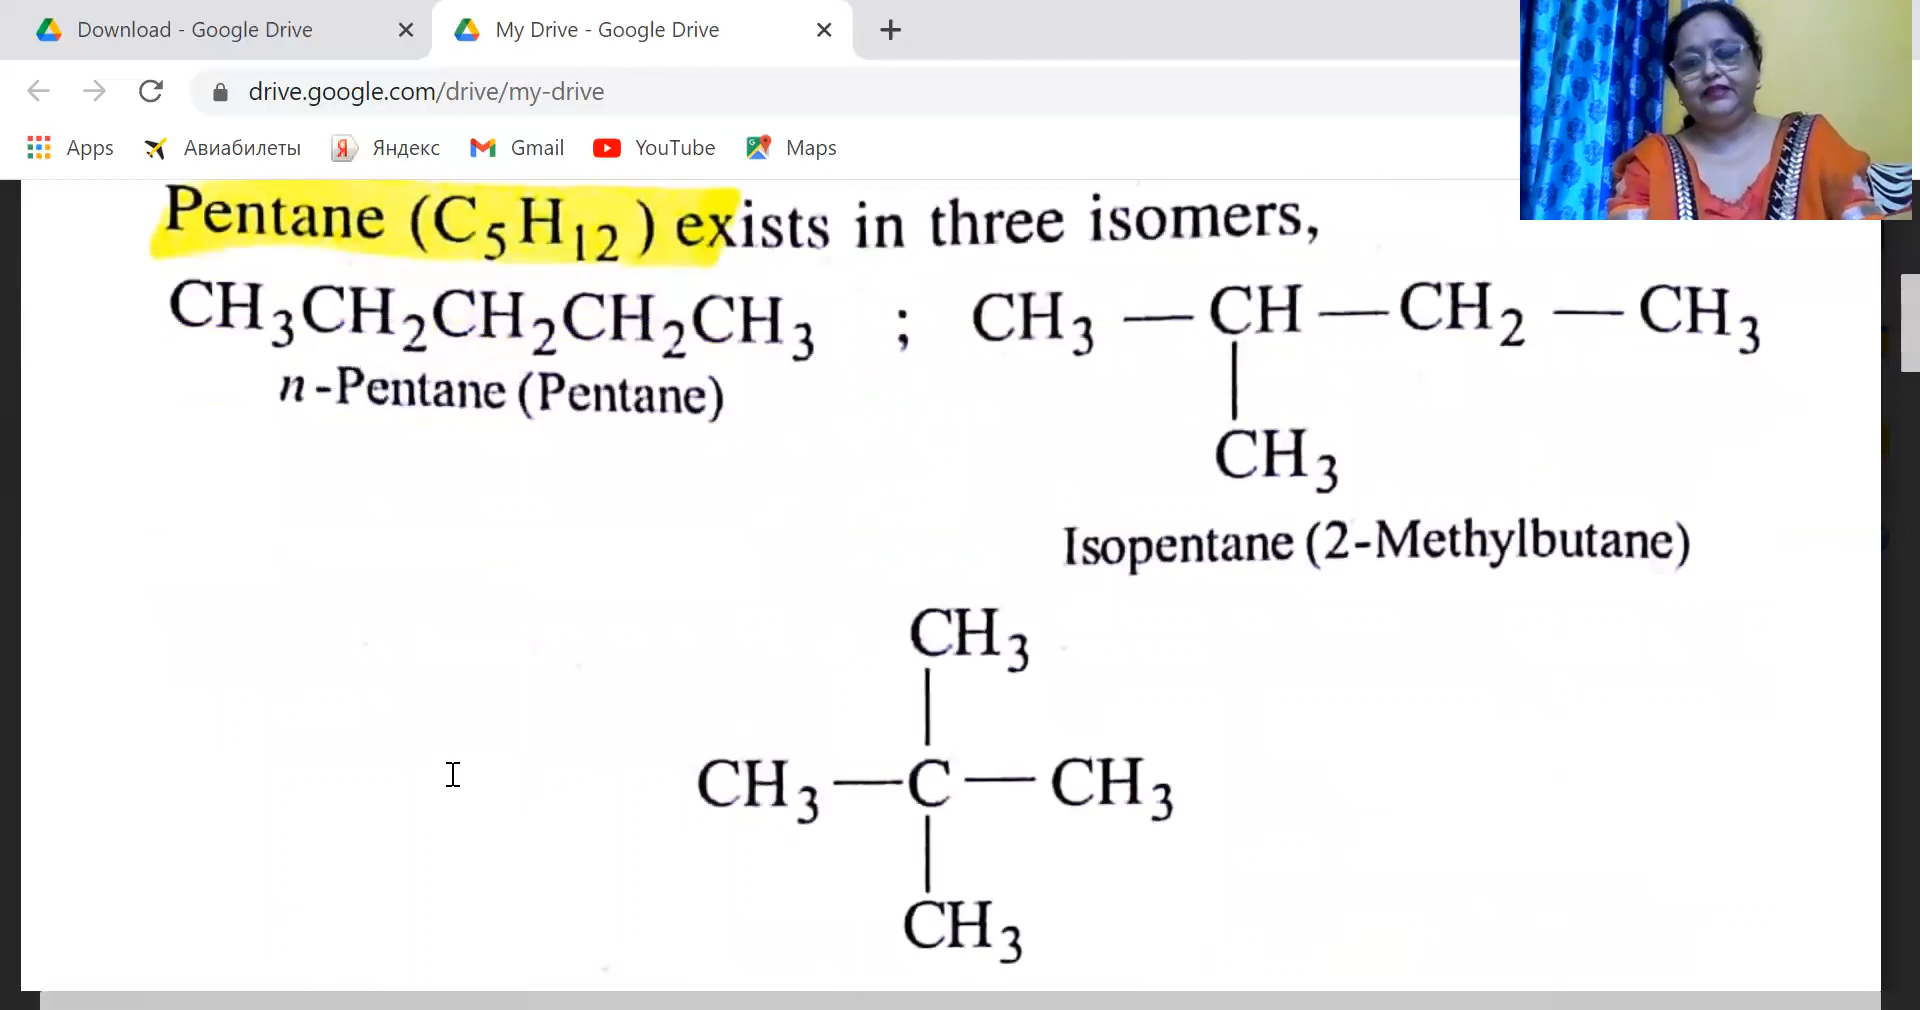 Download - Google Drive
My Drive - Google Drive
drive.google.com/drive/my-drive
Apps Авиабилеты Яндекс Gmail YouTube Maps
Pentane (C5H12) exists in three isomers,
CH3CH2CH2CH2CH3 ; CH3 — CH — CH2 — CH3
|
n-Pentane (Pentane)
CH3
Isopentane (2-Methylbutane)
CH3
|
CH3 — C — CH3
|
CH3